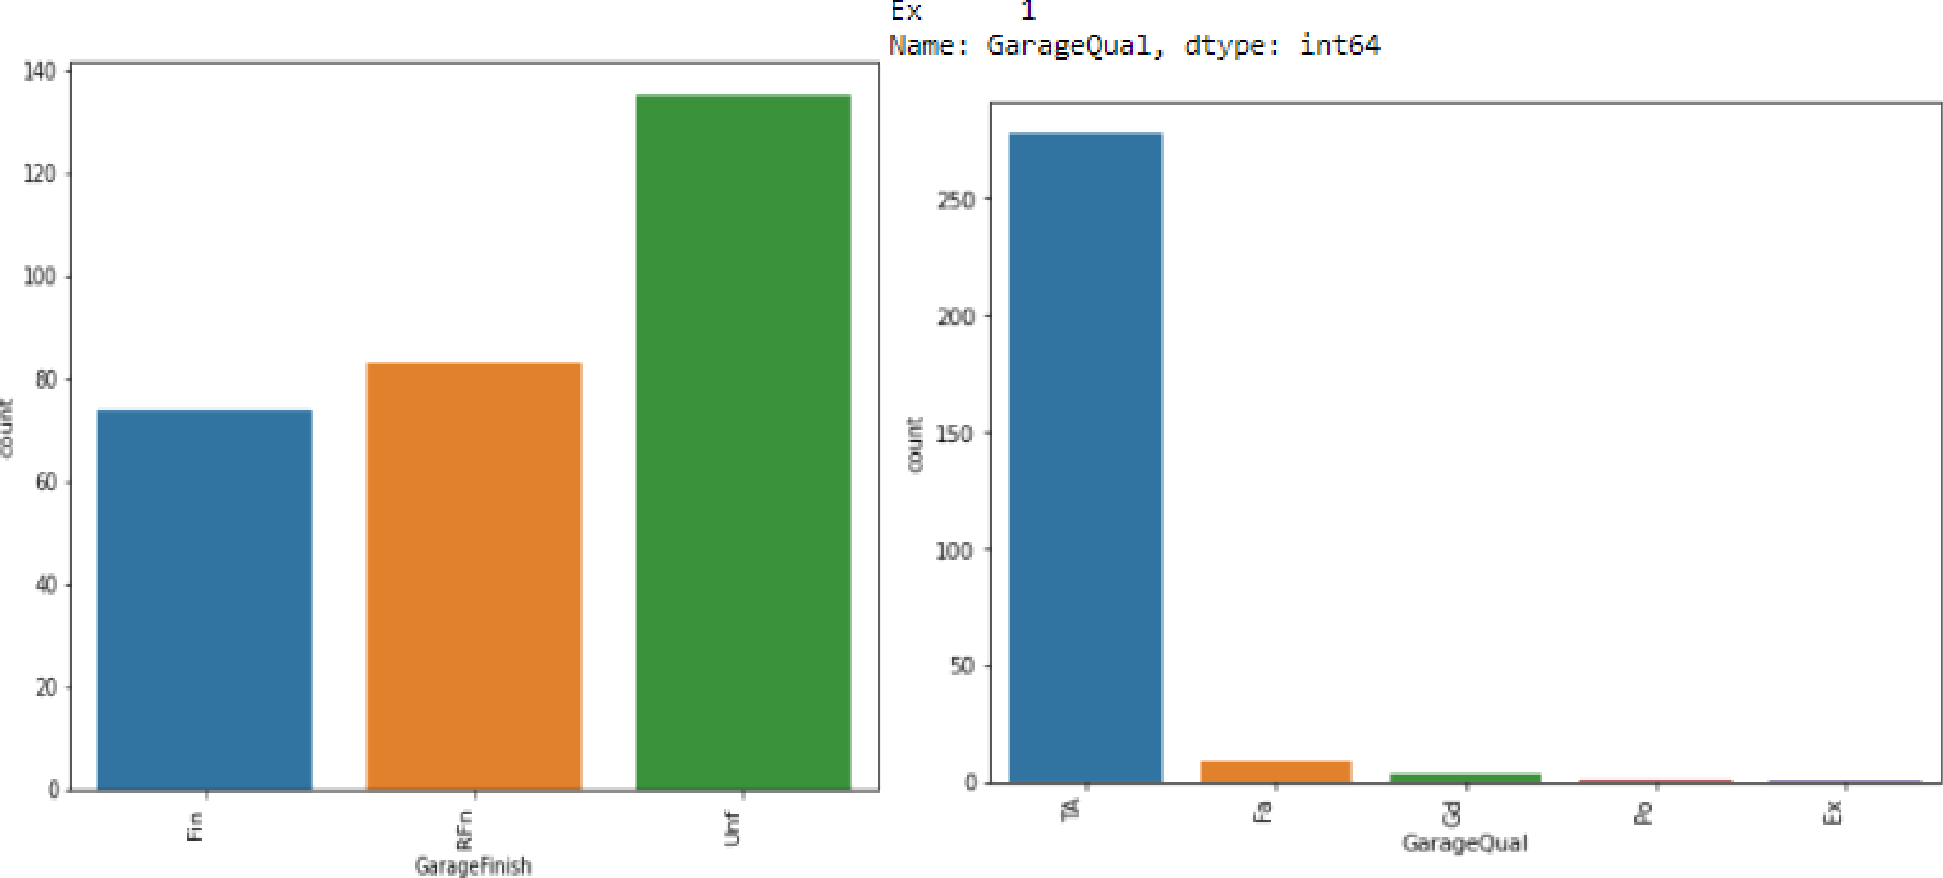 Ex 1
Name: GarageQual, dtype: int64
140
120
100
80
60
40
20
0
count
Fin
RFn
Unf
GarageFinish
250
200
150
100
50
0
count
TA
Fa
Gd
Po
Ex
GarageQual